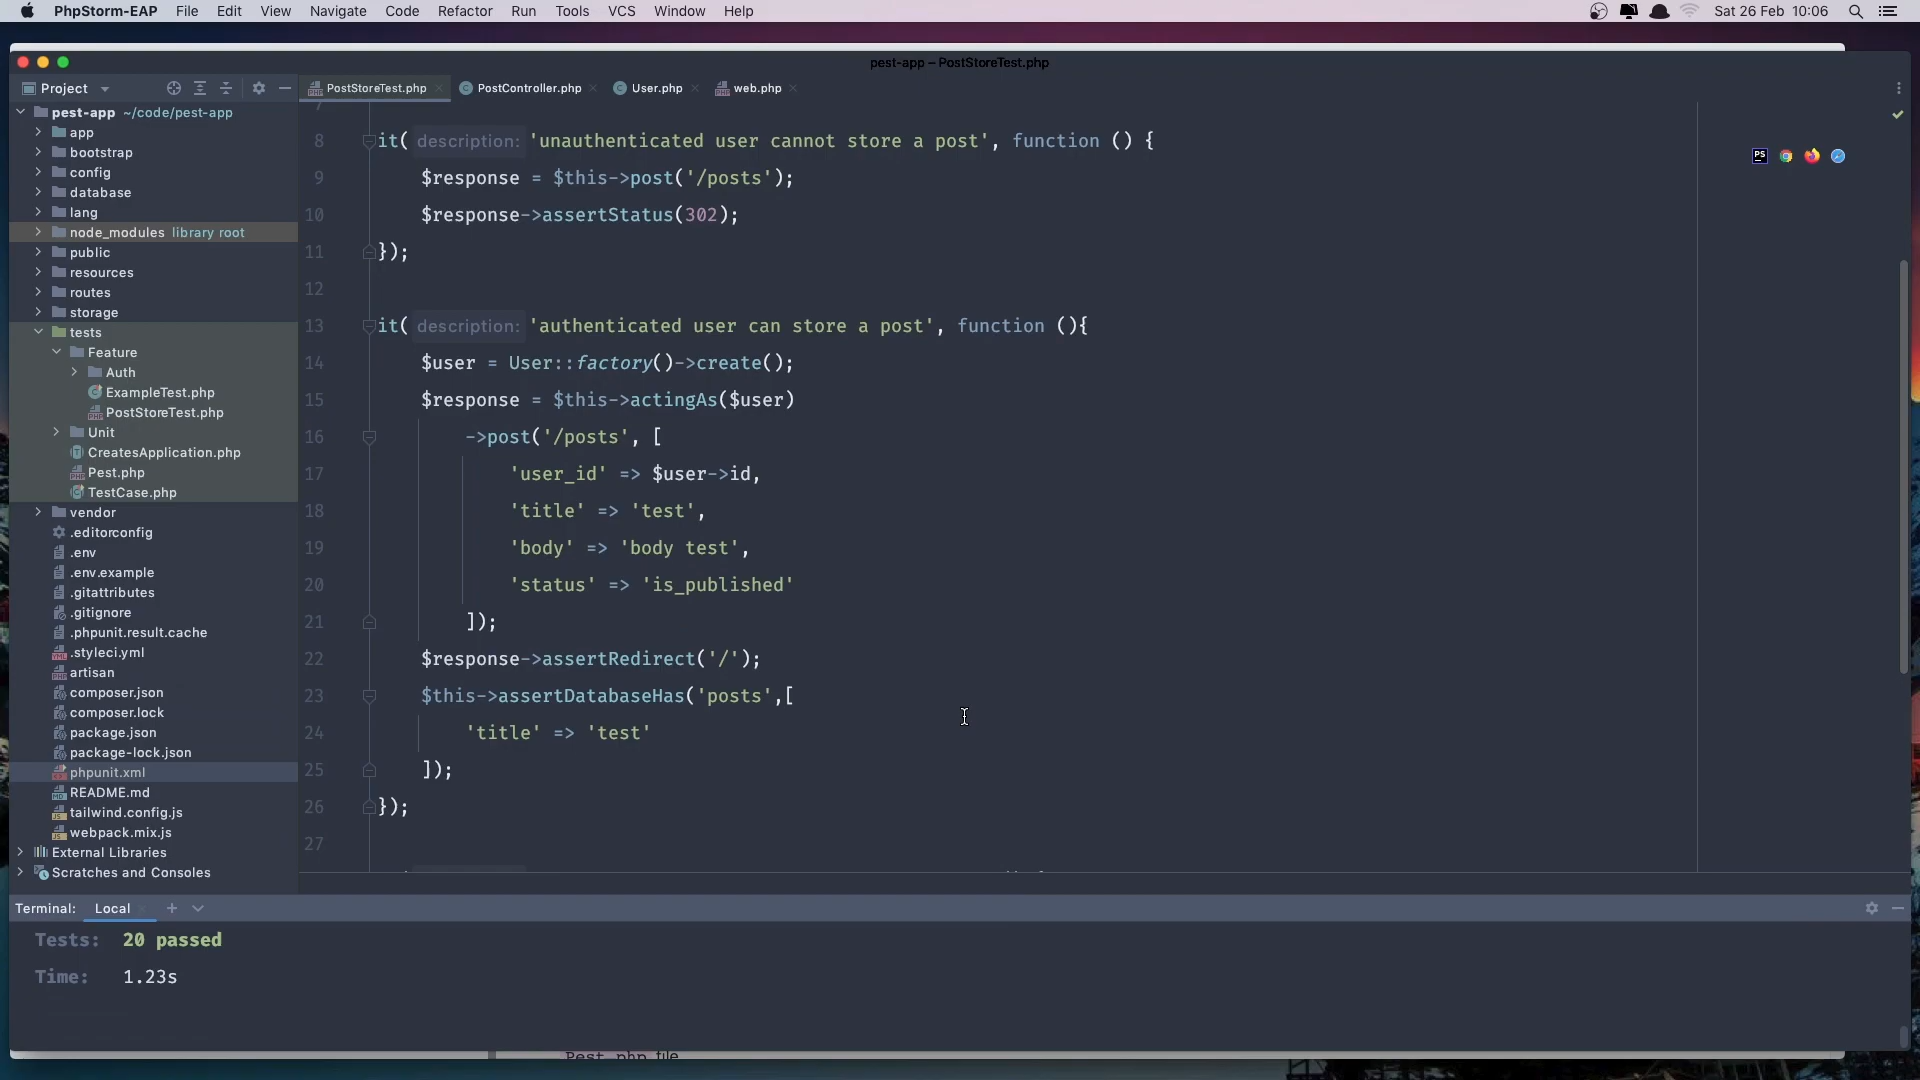 PhpStorm-EAP File Edit View Navigate Code Refactor Run Tools VCS Window Help Sat 26 Feb 10:06
pest-app – PostStoreTest.php
Project
PostStoreTest.php PostController.php User.php web.php
pest-app ~/code/pest-app
app
bootstrap
config
database
lang
node_modules library root
public
resources
routes
storage
tests
Feature
Auth
ExampleTest.php
PostStoreTest.php
Unit
CreatesApplication.php
Pest.php
TestCase.php
vendor
.editorconfig
.env
.env.example
.gitattributes
.gitignore
.phpunit.result.cache
.styleci.yml
artisan
composer.json
composer.lock
package.json
package-lock.json
phpunit.xml
README.md
tailwind.config.js
webpack.mix.js
External Libraries
Scratches and Consoles
7
8 it( description: 'unauthenticated user cannot store a post', function () {
9 $response = $this->post('/posts');
10 $response->assertStatus(302);
11 });
12
13 it( description: 'authenticated user can store a post', function (){
14 $user = User::factory()->create();
15 $response = $this->actingAs($user)
16 ->post('/posts', [
17 'user_id' => $user->id,
18 'title' => 'test',
19 'body' => 'body test',
20 'status' => 'is_published'
21 ]);
22 $response->assertRedirect('/');
23 $this->assertDatabaseHas('posts',[
24 'title' => 'test'
25 ]);
26 });
27
PS
Terminal: Local
Tests: 20 passed
Time: 1.23s
Pest.php file